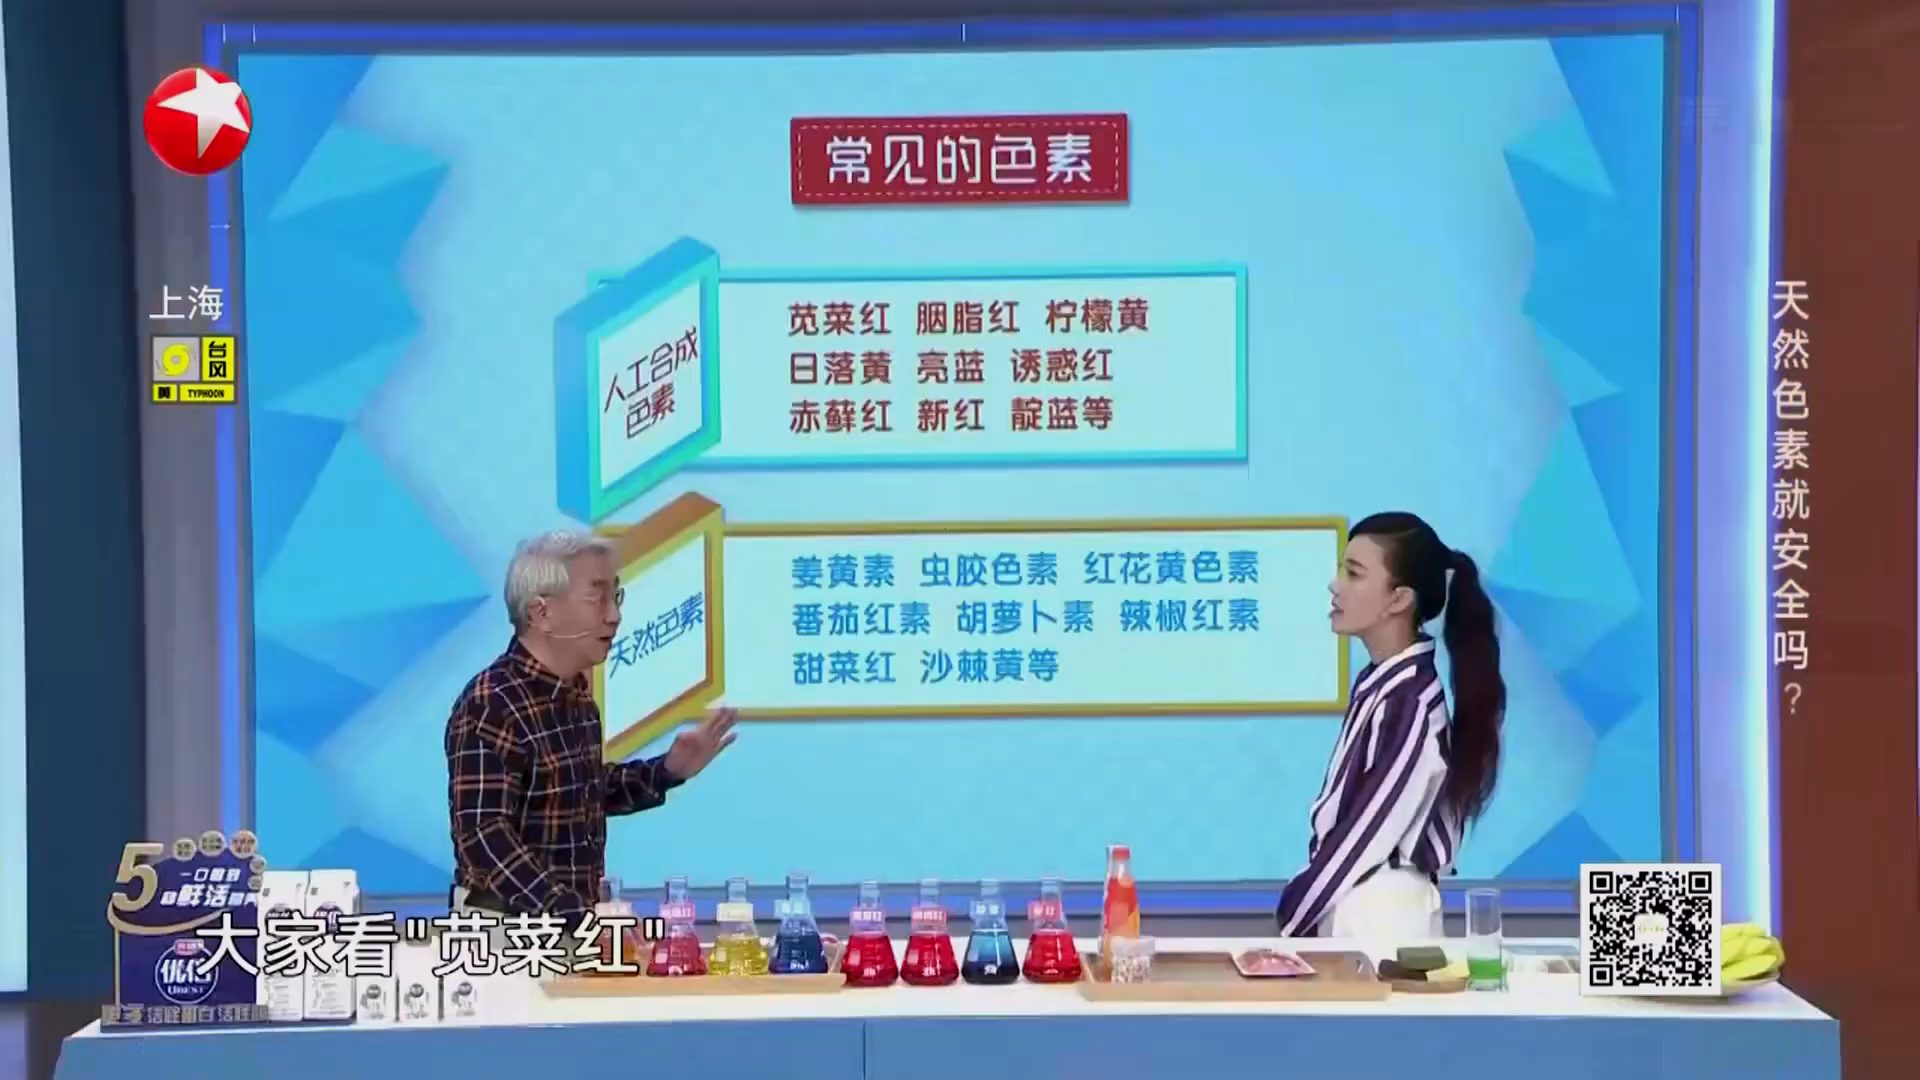 常见的色素
人工合成
色素
苋菜红 胭脂红 柠檬黄
日落黄 亮蓝 诱惑红
赤藓红 新红 靛蓝等
天然色素
姜黄素 虫胶色素 红花黄色素
番茄红素 胡萝卜素 辣椒红素
甜菜红 沙棘黄等
上海
台风
黄 TYPHOON
天然色素就安全吗?
5
一口喝到
鲜活
优倍
UBEST
大家看"苋菜红"